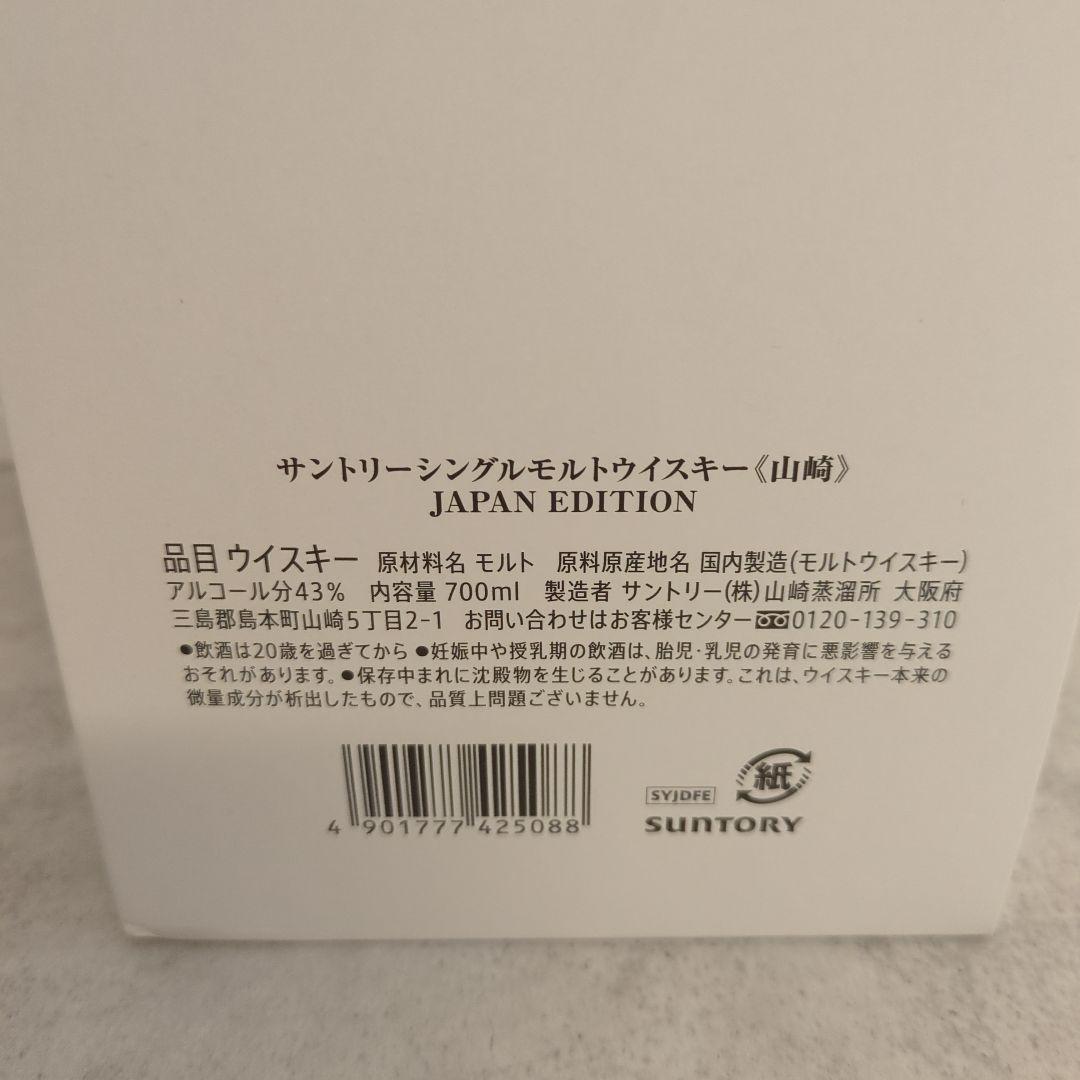 サントリーシングルモルトウイスキー《山崎》
JAPAN EDITION
品目 ウイスキー 原材料名 モルト 原料原産地名 国内製造(モルトウイスキー)
アルコール分43% 内容量 700ml 製造者 サントリー(株)山崎蒸溜所 大阪府
三島郡島本町山崎5丁目2-1 お問い合わせはお客様センター0120-139-310
●飲酒は20歳を過ぎてから ●妊娠中や授乳期の飲酒は、胎児・乳児の発育に悪影響を与える
おそれがあります。●保存中まれに沈殿物を生じることがあります。これは、ウイスキー本来の
微量成分が析出したもので、品質上問題ございません。
4 901777 425088
SYJDFE
紙
SUNTORY